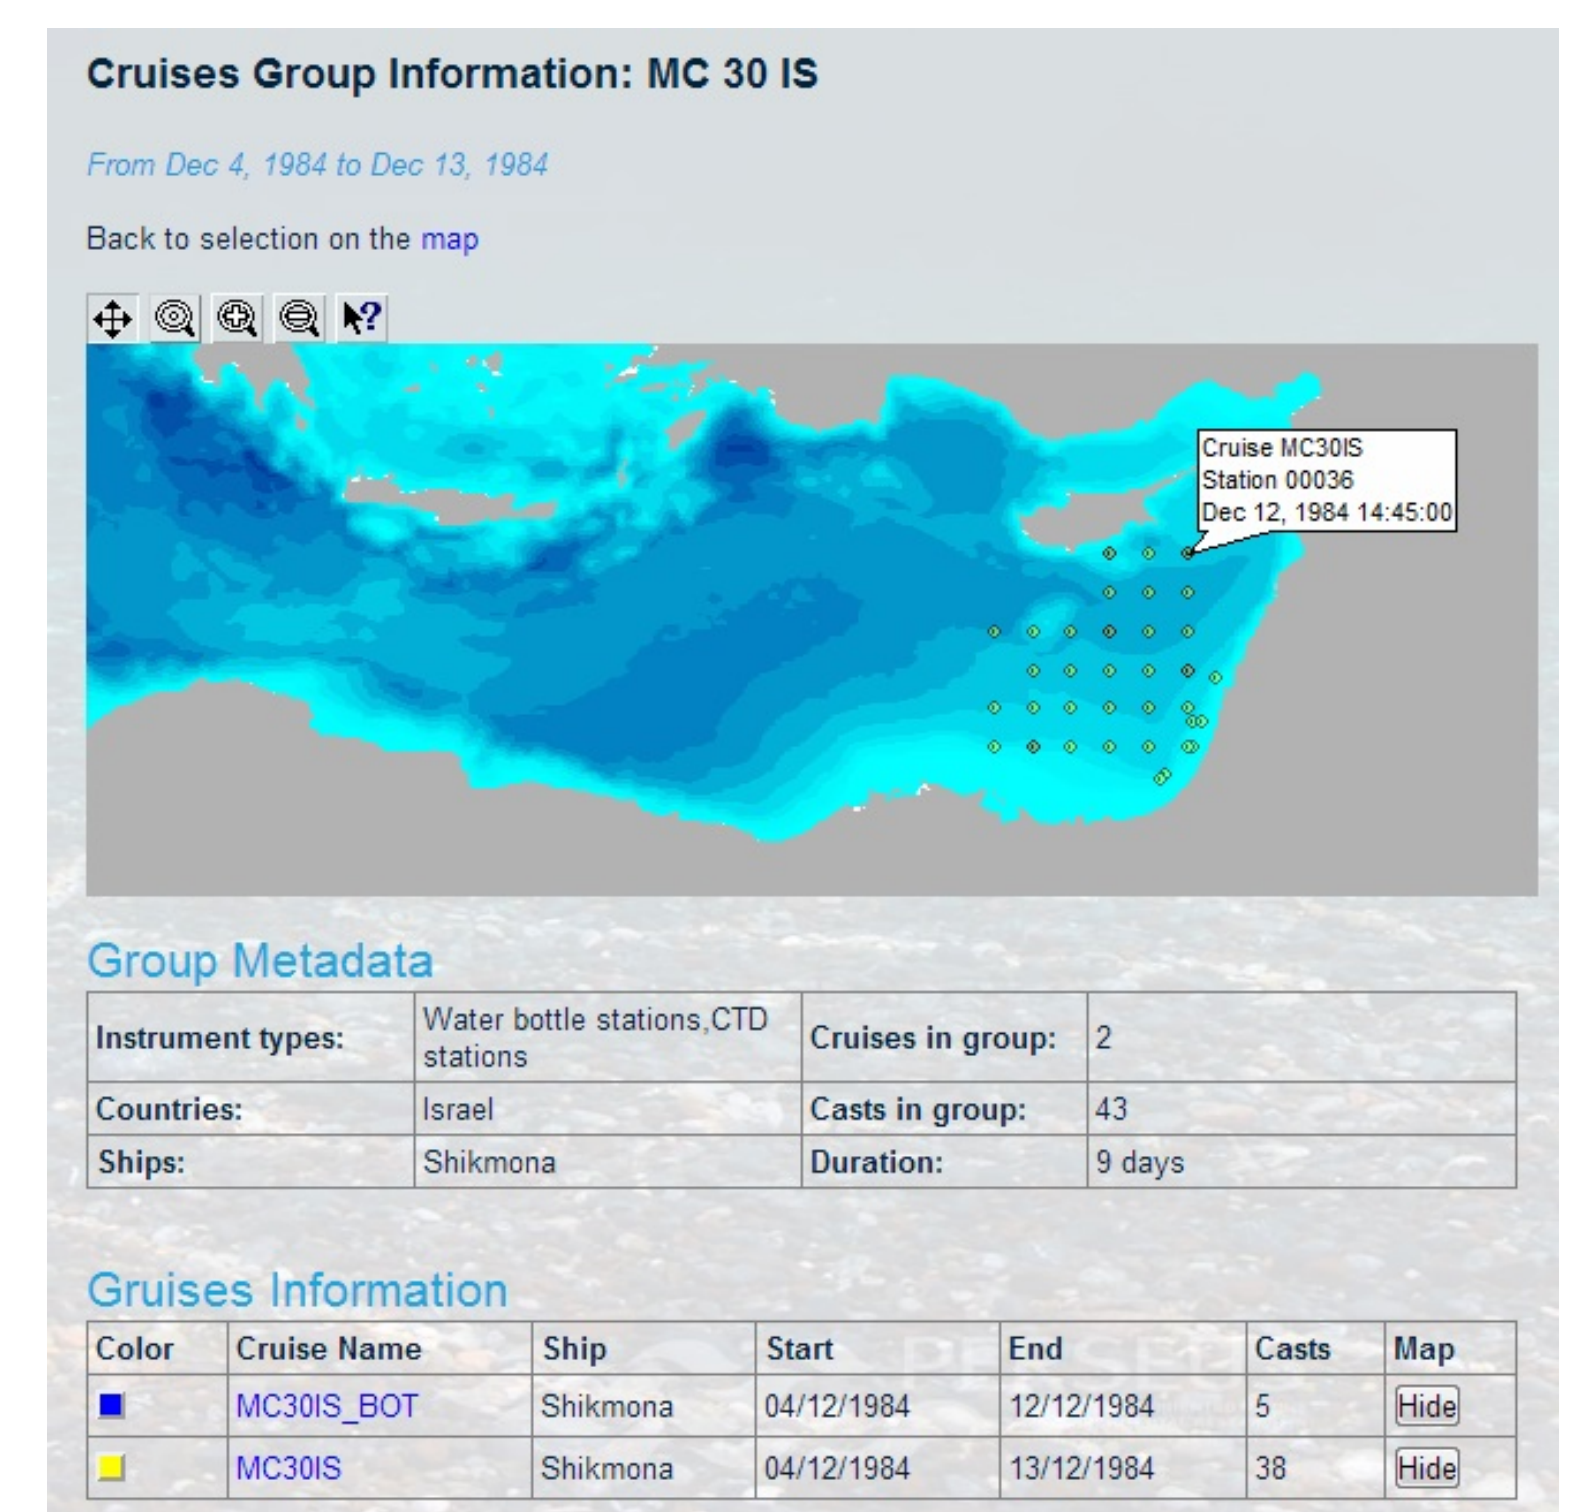 Cruises Group Information: MC 30 IS
From Dec 4, 1984 to Dec 13, 1984
Back to selection on the map
?
Cruise MC30IS
Station 00036
Dec 12, 1984 14:45:00
Group Metadata
Instrument types: Water bottle stations,CTD stations Cruises in group: 2
Countries: Israel Casts in group: 43
Ships: Shikmona Duration: 9 days
Gruises Information
Color Cruise Name Ship Start End Casts Map
MC30IS_BOT Shikmona 04/12/1984 12/12/1984 5 Hide
MC30IS Shikmona 04/12/1984 13/12/1984 38 Hide